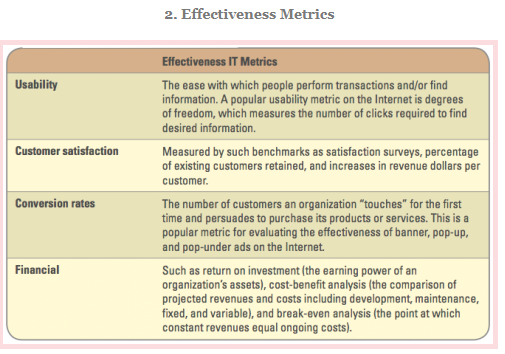 2. Effectiveness Metrics
Effectiveness IT Metrics
Usability
The ease with which people perform transactions and/or find
information. A popular usability metric on the Internet is degrees
of freedom, which measures the number of clicks required to find
desired information.
Customer satisfaction
Measured by such benchmarks as satisfaction surveys, percentage
of existing customers retained, and increases in revenue dollars per
customer.
Conversion rates
The number of customers an organization “touches” for the first
time and persuades to purchase its products or services. This is a
popular metric for evaluating the effectiveness of banner, pop-up,
and pop-under ads on the Internet.
Financial
Such as return on investment (the earning power of an
organization’s assets), cost-benefit analysis (the comparison of
projected revenues and costs including development, maintenance,
fixed, and variable), and break-even analysis (the point at which
constant revenues equal ongoing costs).